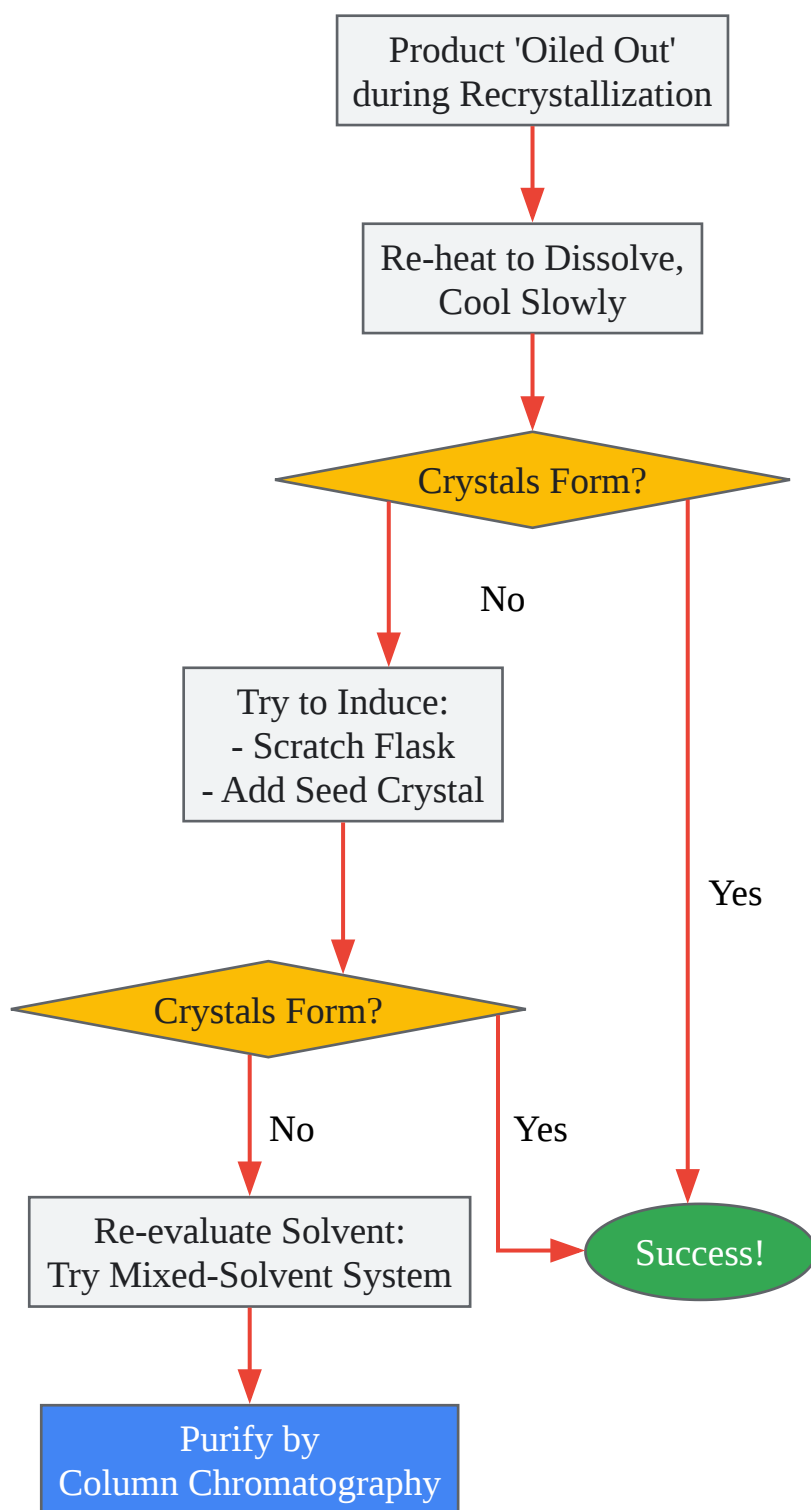 Product 'Oiled Out'
during Recrystallization
Re-heat to Dissolve,
Cool Slowly
Crystals Form?
No
Try to Induce:
- Scratch Flask
- Add Seed Crystal
Yes
Crystals Form?
No
Yes
Re-evaluate Solvent:
Try Mixed-Solvent System
Success!
Purify by
Column Chromatography